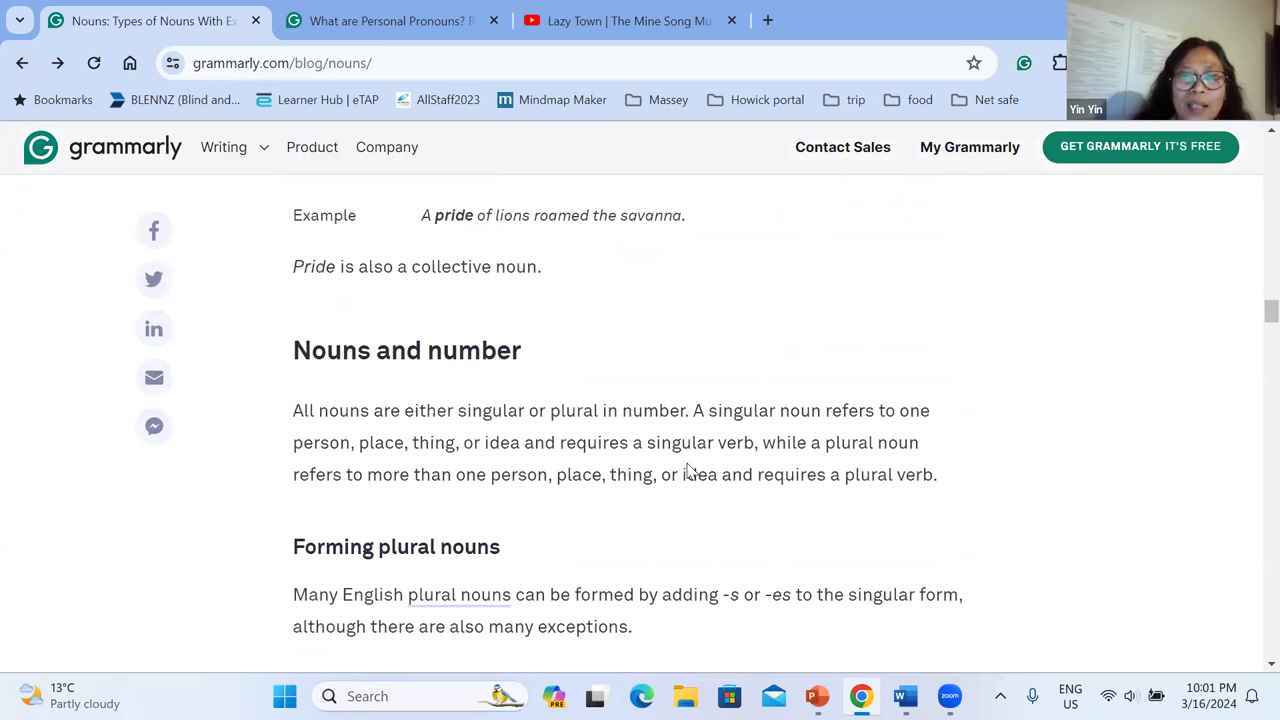 Nouns: Types of Nouns With Ex
What are Personal Pronouns? R
Lazy Town | The Mine Song Mu
grammarly.com/blog/nouns/
Bookmarks
BLENNZ (Blind and...
Learner Hub | eTAP
AllStaff2023
Mindmap Maker
Massey
Howick portal
trip
food
Net safe
Yin Yin
grammarly
Writing
Product
Company
Contact Sales
My Grammarly
GET GRAMMARLY IT'S FREE
Example A pride of lions roamed the savanna.
Pride is also a collective noun.
Nouns and number
All nouns are either singular or plural in number. A singular noun refers to one
person, place, thing, or idea and requires a singular verb, while a plural noun
refers to more than one person, place, thing, or idea and requires a plural verb.
Forming plural nouns
Many English plural nouns can be formed by adding -s or -es to the singular form,
although there are also many exceptions.
13°C
Partly cloudy
Search
PRE
zoom
ENG
US
10:01 PM
3/16/2024